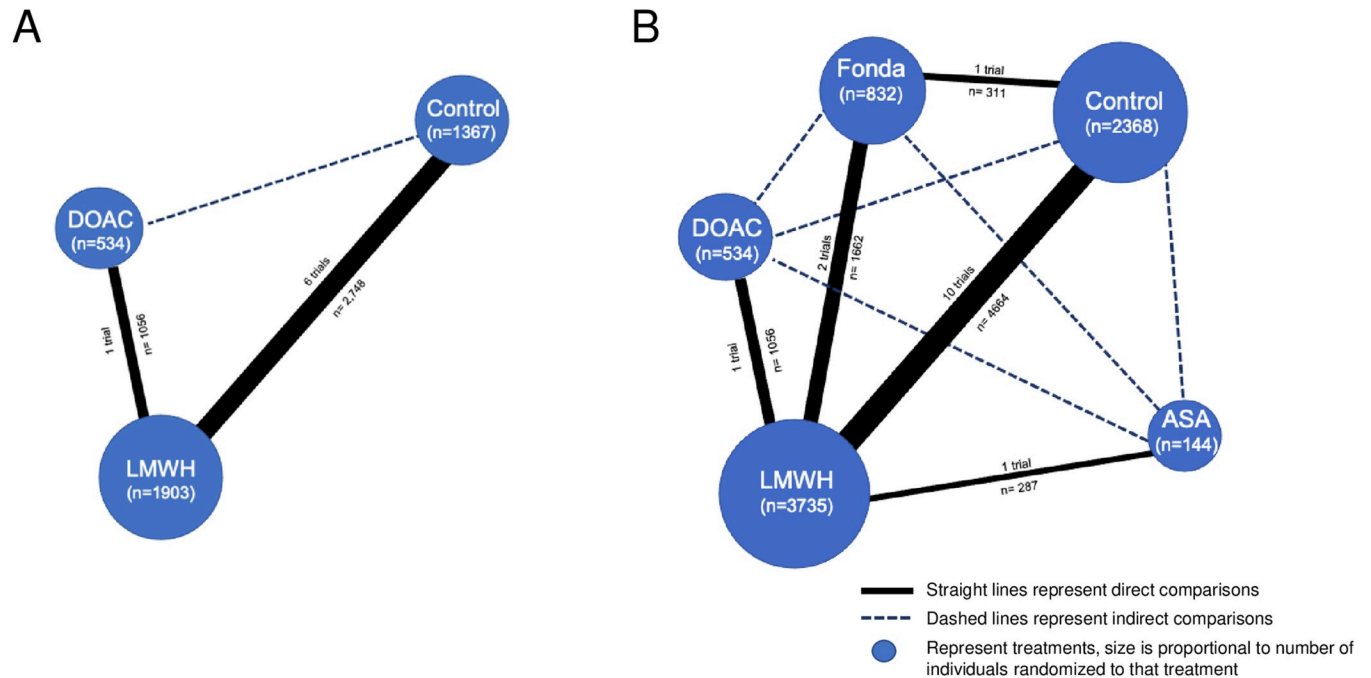 A
Control
(n=1367)
DOAC
(n=534)
6 trials
n= 2,748
1 trial
n= 1056
LMWH
(n=1903)
B
Fonda
(n=832)
1 trial
n= 311
Control
(n=2368)
DOAC
(n=534)
2 trials
n= 1662
10 trials
n= 4664
1 trial
n= 1056
ASA
(n=144)
LMWH
(n=3735)
1 trial
n= 287
Straight lines represent direct comparisons
Dashed lines represent indirect comparisons
Represent treatments, size is proportional to number of
individuals randomized to that treatment